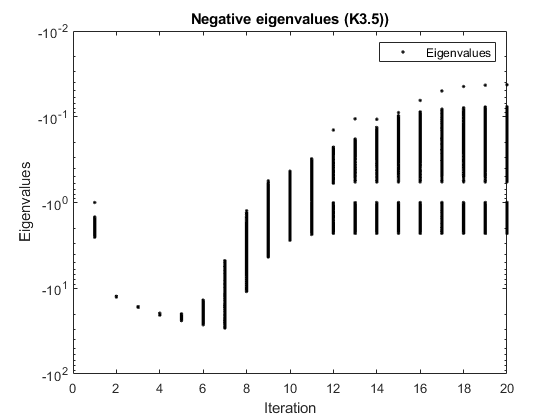 Negative eigenvalues (K3.5))
-10^-2
Eigenvalues
-10^-1
-10^0
-10^1
-10^2
Eigenvalues
0 2 4 6 8 10 12 14 16 18 20
Iteration